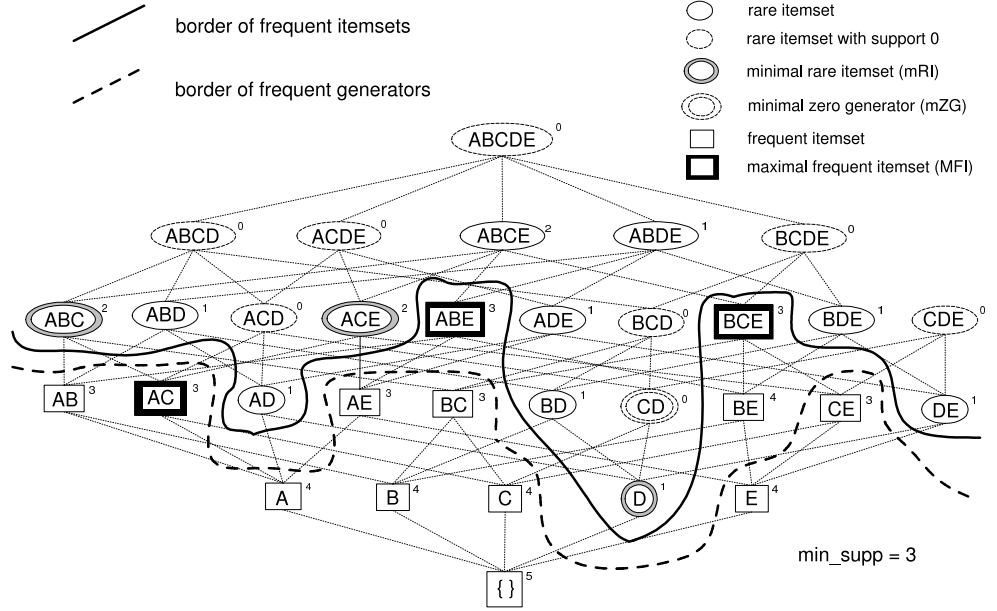 border of frequent itemsets
border of frequent generators
rare itemset
rare itemset with support 0
minimal rare itemset (mRI)
minimal zero generator (mZG)
frequent itemset
maximal frequent itemset (MFI)
ABCDE 0
ABCD 0 ACDE 0 ABCE 2 ABDE 1 BCDE 0
ABC 2 ABD 1 ACD 0 ACE 2 ABE 3 ADE 1 BCD 0 BCE 3 BDE 1 CDE 0
AB 3 AC 3 AD 1 AE 3 BC 3 BD 1 CD 0 BE 4 CE 3 DE 1
A 4 B 4 C 4 D 1 E 4
{ } 5
min_supp = 3